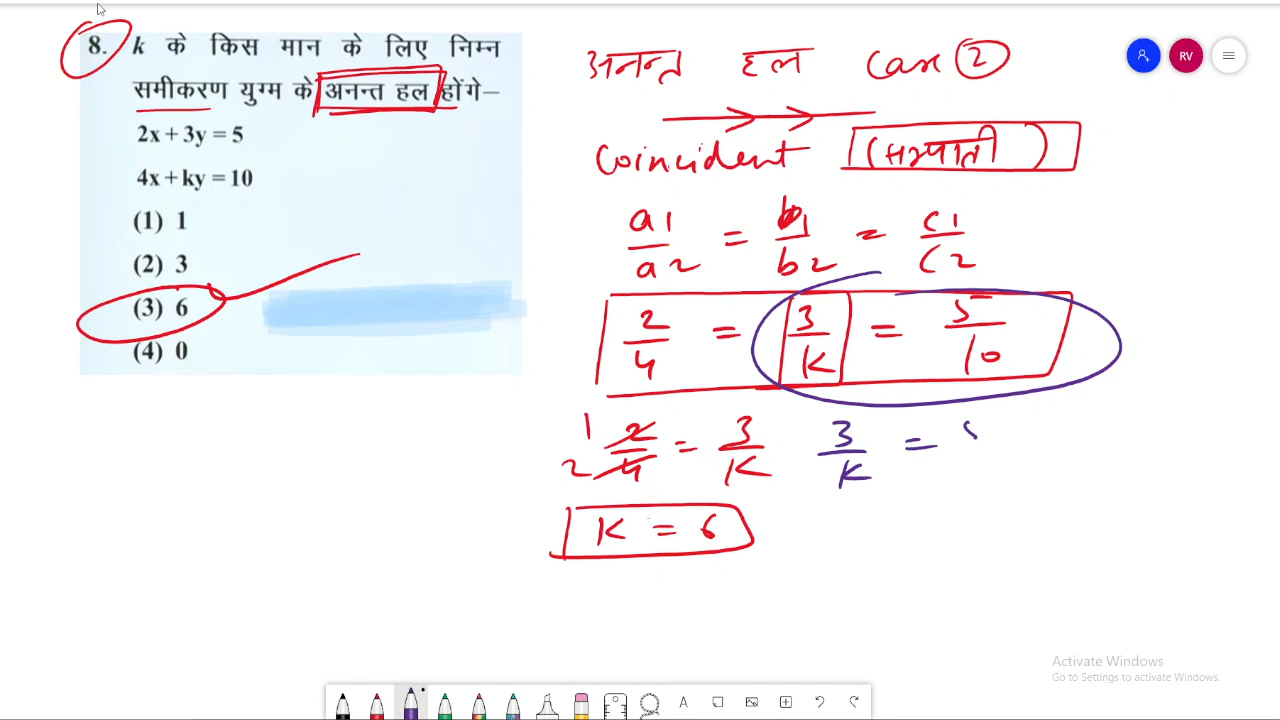 8. k के किस मान के लिए निम्न
समीकरण युग्म के अनन्त हल होंगे–
2x + 3y = 5
4x + ky = 10
(1) 1
(2) 3
(3) 6
(4) 0
अनन्त हल Case 2
Coincident (सम्पाती)
a1/a2 = b1/b2 = c1/c2
2/4 = 3/k = 5/10
1 2/4 2 = 3/K 3/K =
K = 6
RV
Activate Windows
Go to Settings to activate Windows.
A